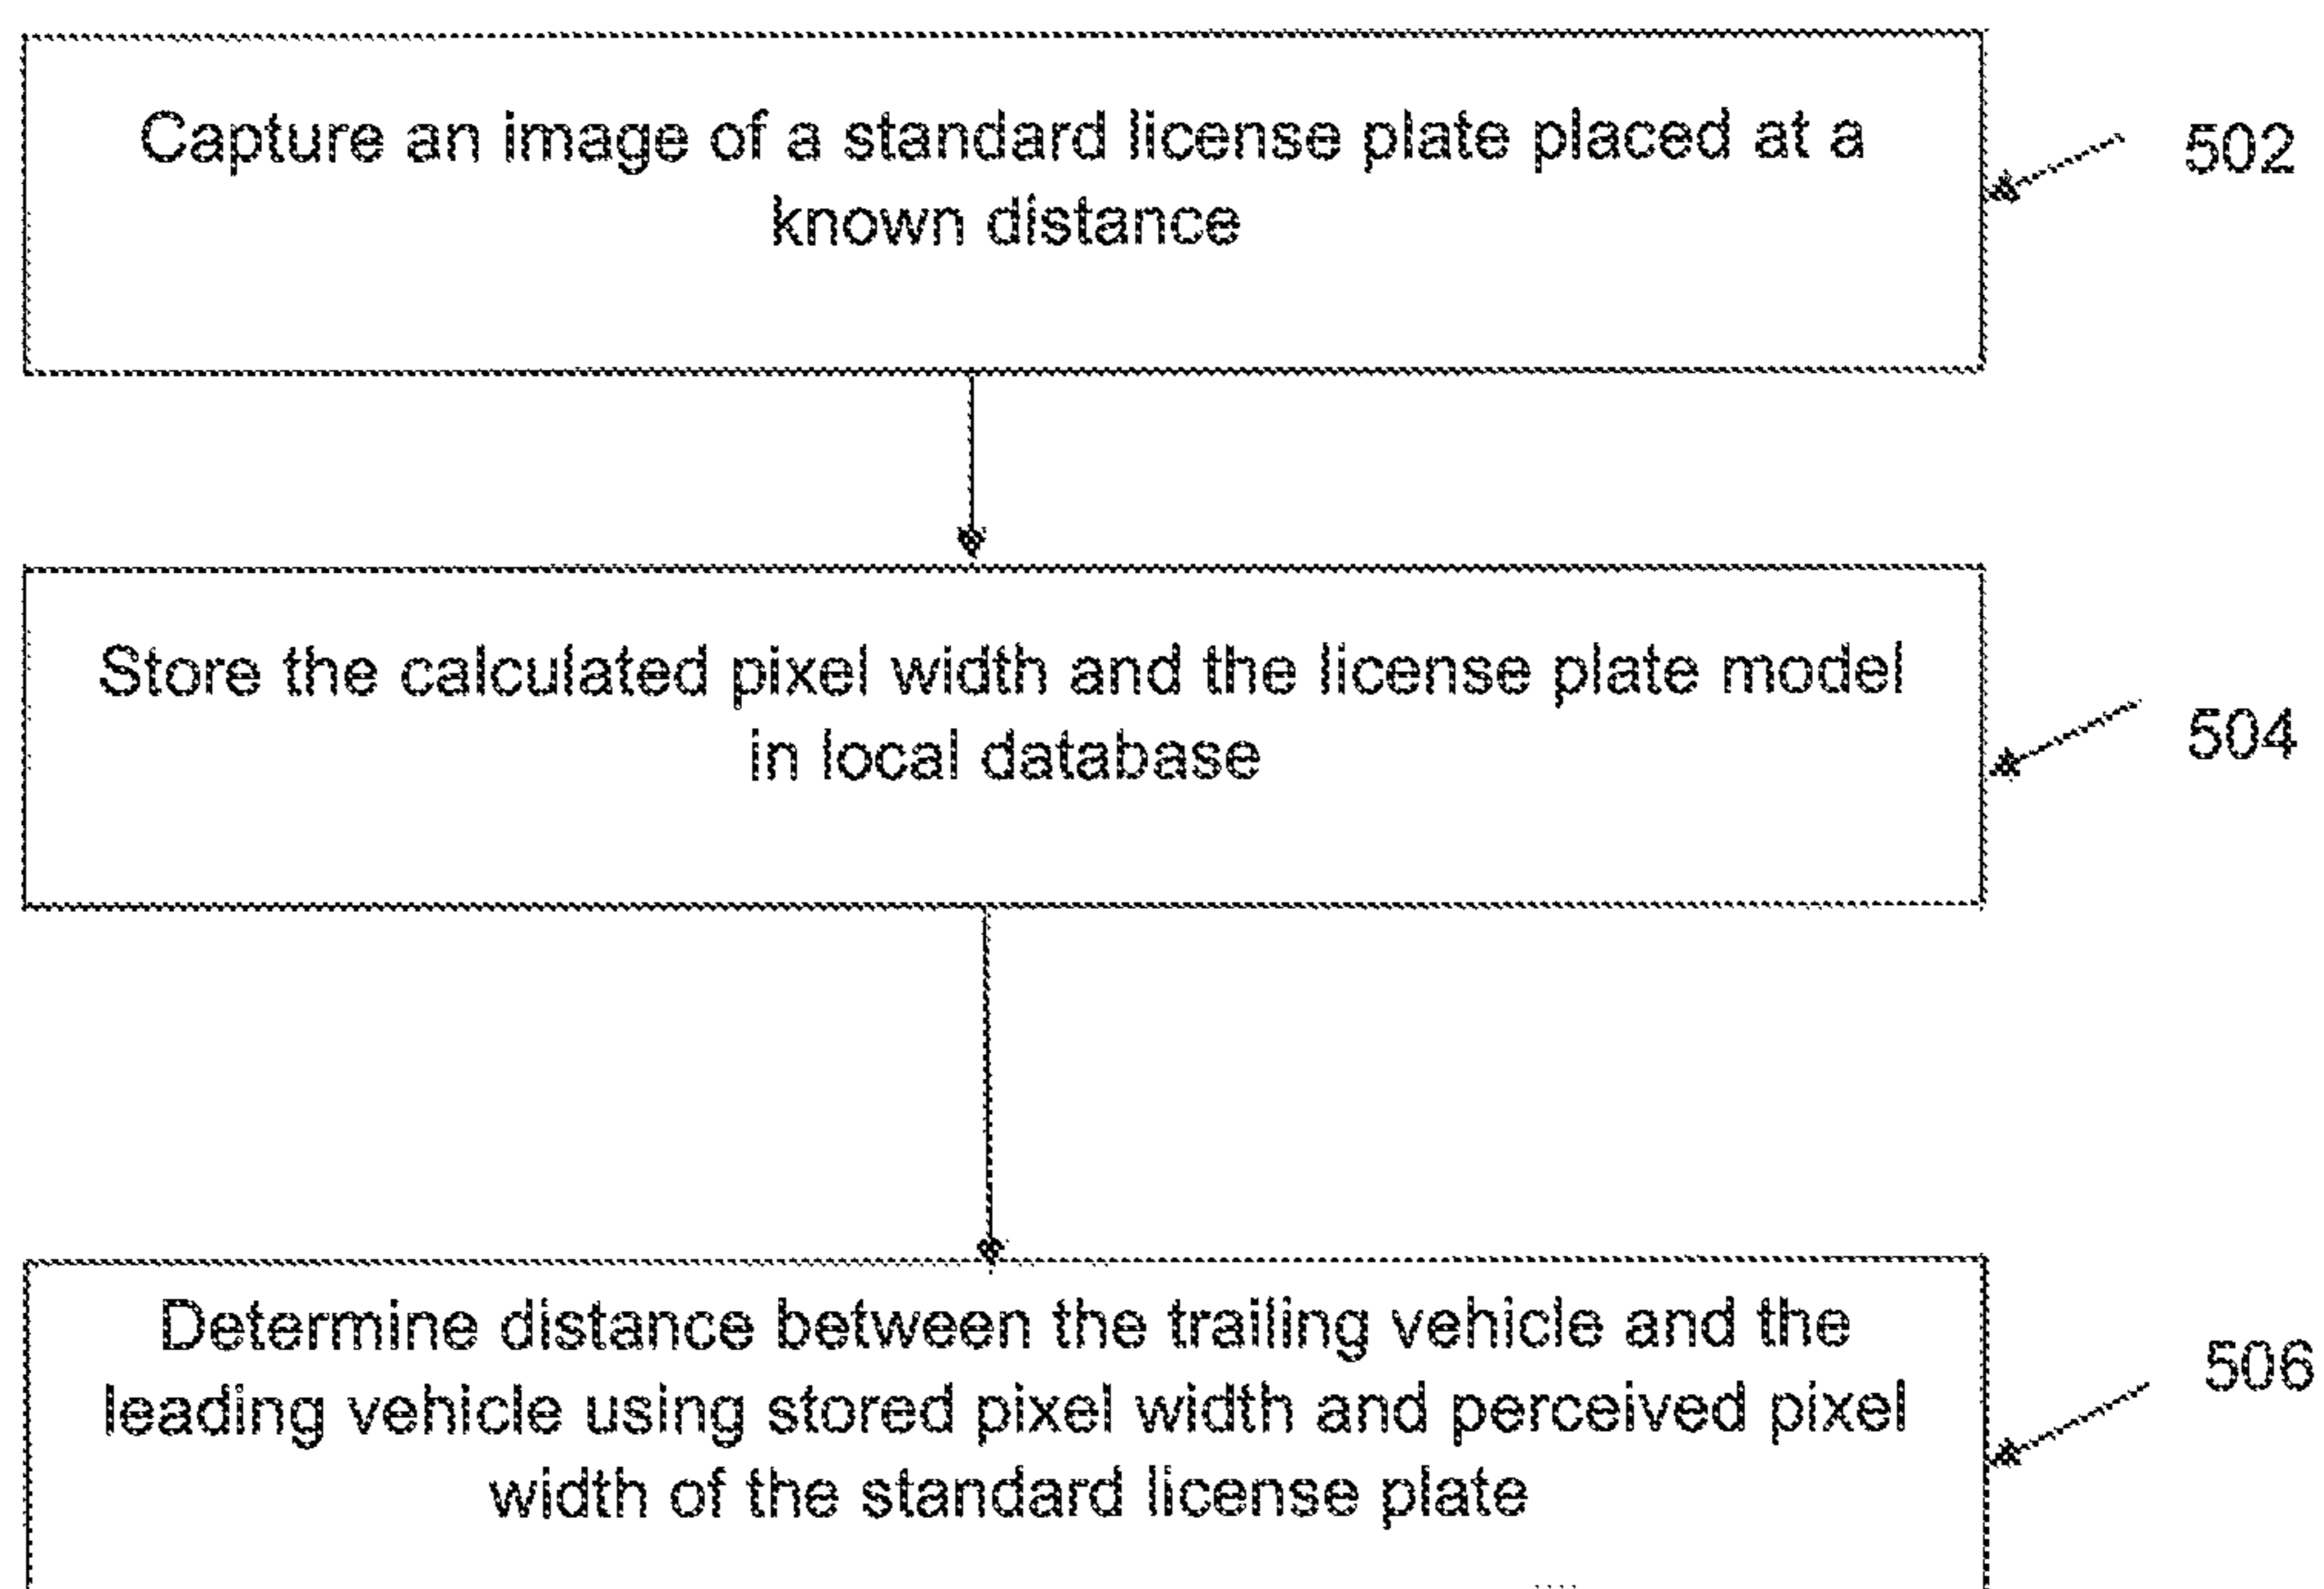 Capture an image of a standard license plate placed at a
known distance
502
Store the calculated pixel width and the license plate model
in local database
504
Determine distance between the trailing vehicle and the
leading vehicle using stored pixel width and perceived pixel
width of the standard license plate
506